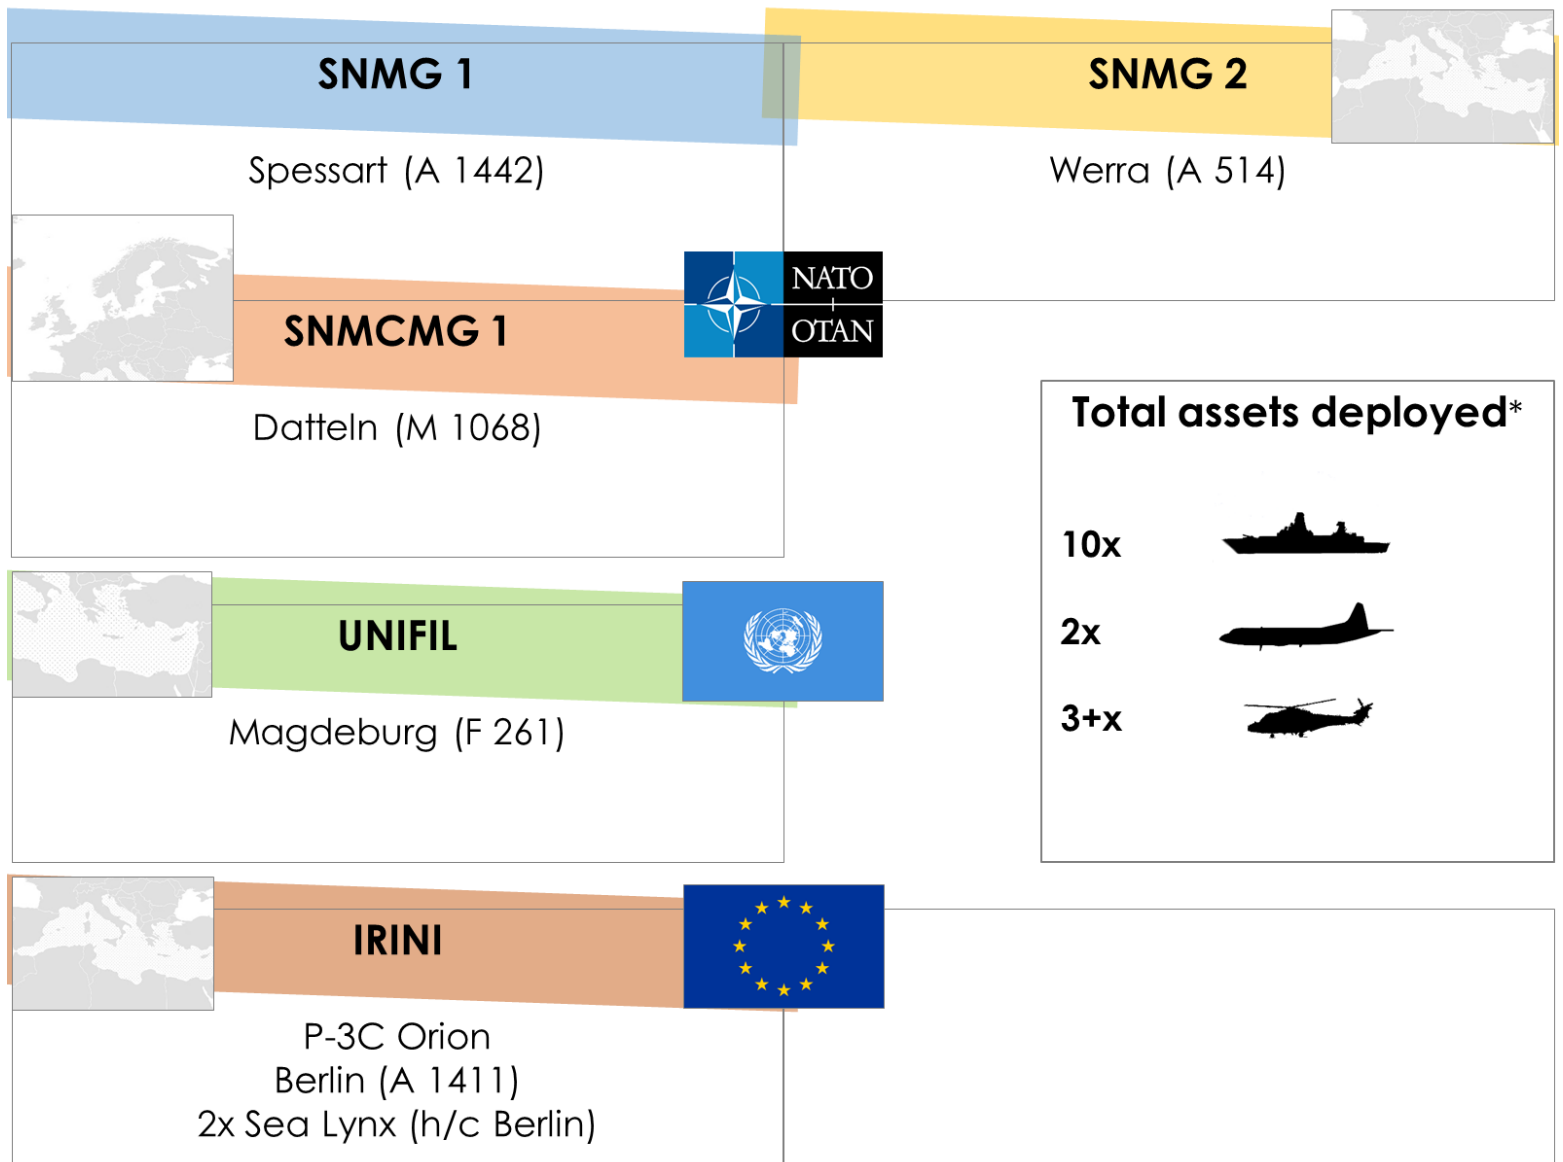 SNMG 1
Spessart (A 1442)
SNMG 2
Werra (A 514)
SNMCMG 1
NATO
OTAN
Datteln (M 1068)
Total assets deployed*
10x
2x
3+x
UNIFIL
Magdeburg (F 261)
IRINI
P-3C Orion
Berlin (A 1411)
2x Sea Lynx (h/c Berlin)